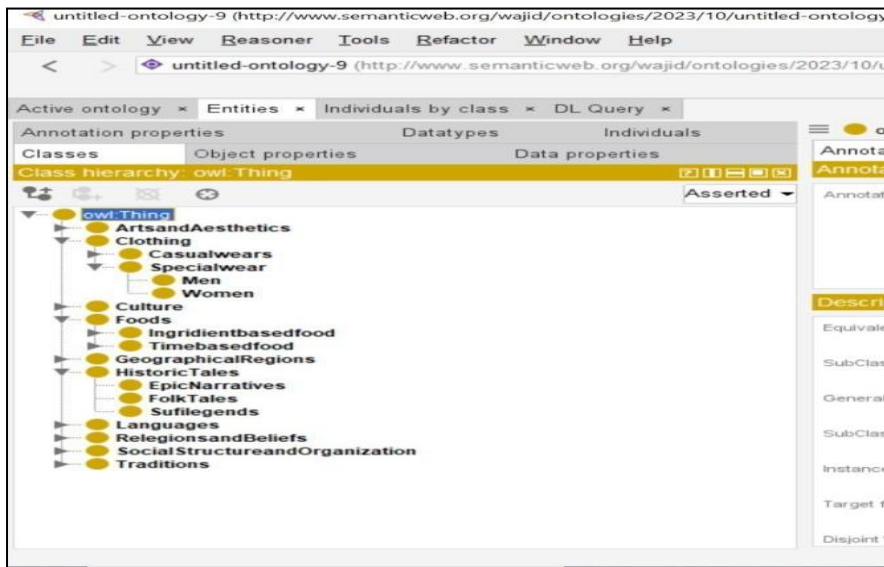 untitled-ontology-9 (http://www.semanticweb.org/wajid/ontologies/2023/10/untitled-ontology
File Edit View Reasoner Tools Refactor Window Help
< > untitled-ontology-9 (http://www.semanticweb.org/wajid/ontologies/2023/10/u
Active ontology × Entities × Individuals by class × DL Query ×
Annotation properties Datatypes Individuals
Classes Object properties Data properties
Class hierarchy: owl:Thing
Asserted
owl:Thing
ArtsandAesthetics
Clothing
Casualwears
Specialwear
Men
Women
Culture
Foods
Ingridientbasedfood
Timebasedfood
GeographicalRegions
HistoricTales
EpicNarratives
FolkTales
Sufilegends
Languages
RelegionsandBeliefs
SocialStructureandOrganization
Traditions
Annota
Annota
Annotat
Descri
Equivale
SubClas
General
SubClas
Instance
Target f
Disjoint